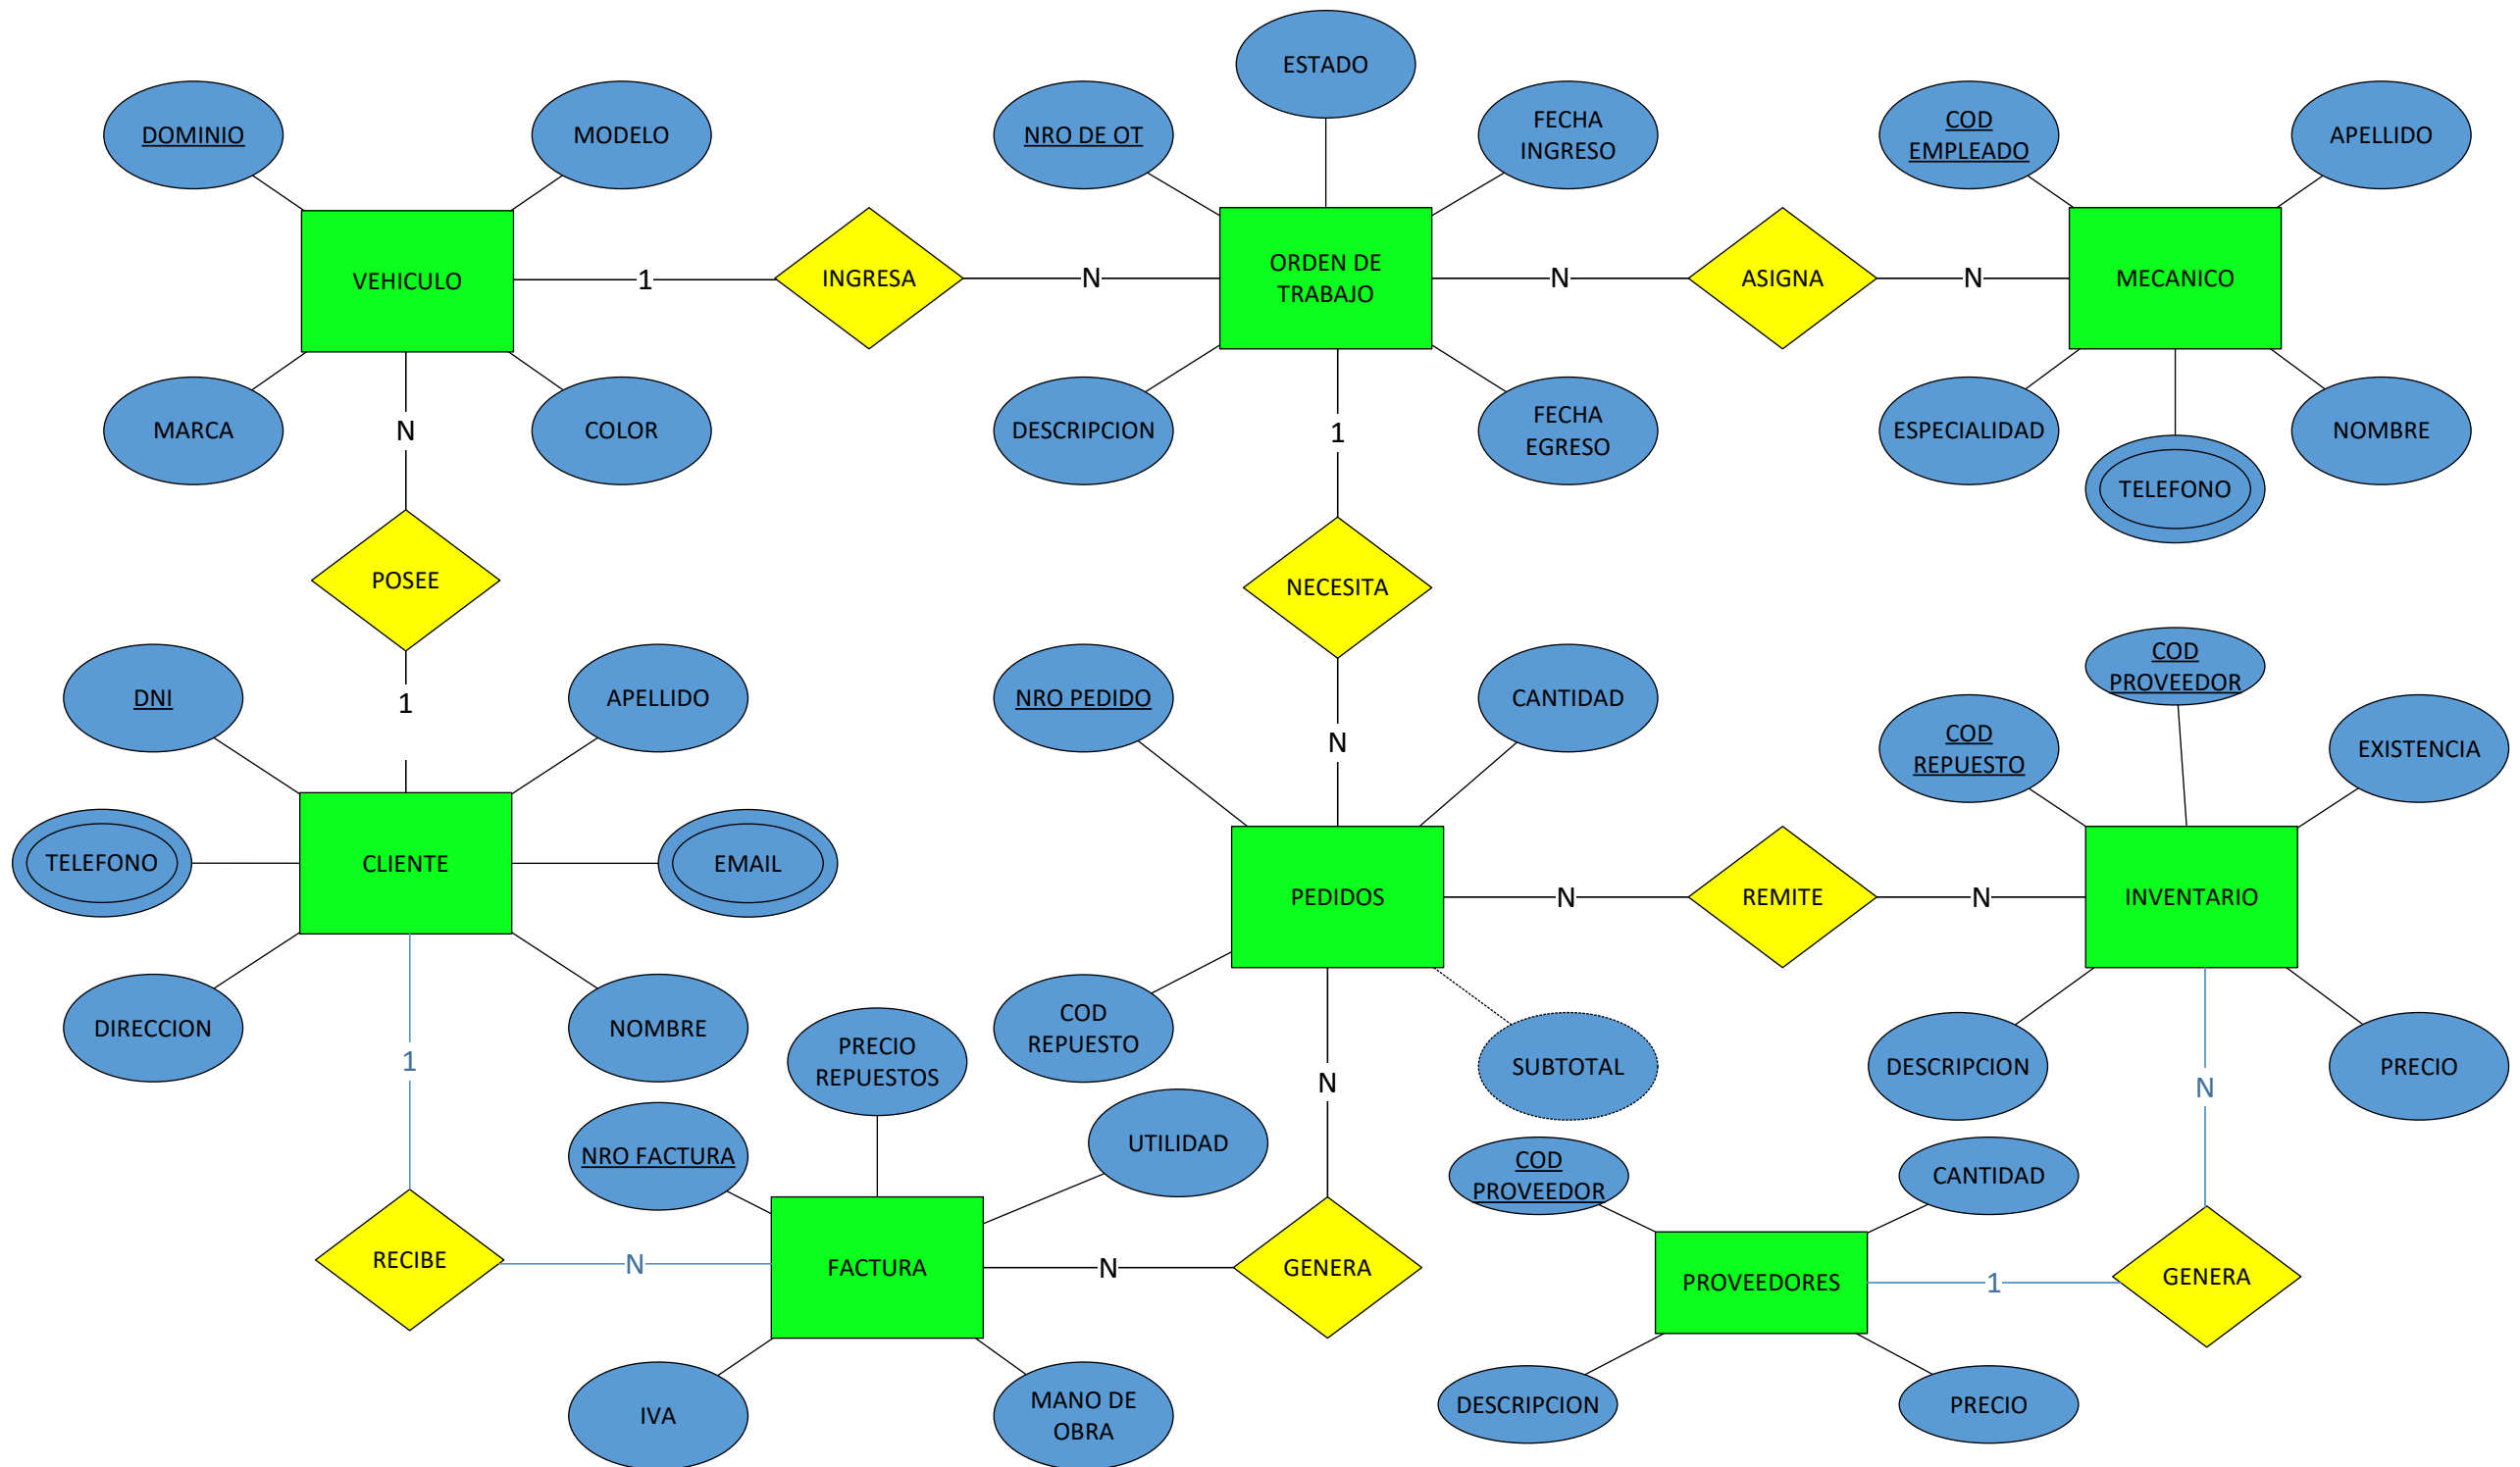 ESTADO
DOMINIO
MODELO
NRO DE OT
FECHA
INGRESO
COD
EMPLEADO
APELLIDO
VEHICULO
1
INGRESA
N
ORDEN DE
TRABAJO
N
ASIGNA
N
MECANICO
MARCA
N
COLOR
DESCRIPCION
1
FECHA
EGRESO
ESPECIALIDAD
TELEFONO
NOMBRE
POSEE
NECESITA
1
DNI
APELLIDO
NRO PEDIDO
N
CANTIDAD
COD
PROVEEDOR
COD
REPUESTO
EXISTENCIA
TELEFONO
CLIENTE
EMAIL
PEDIDOS
N
REMITE
N
INVENTARIO
DIRECCION
NOMBRE
1
PRECIO
REPUESTOS
COD
REPUESTO
N
SUBTOTAL
DESCRIPCION
N
PRECIO
NRO FACTURA
UTILIDAD
COD
PROVEEDOR
CANTIDAD
RECIBE
N
FACTURA
N
GENERA
PROVEEDORES
1
GENERA
IVA
MANO DE
OBRA
DESCRIPCION
PRECIO